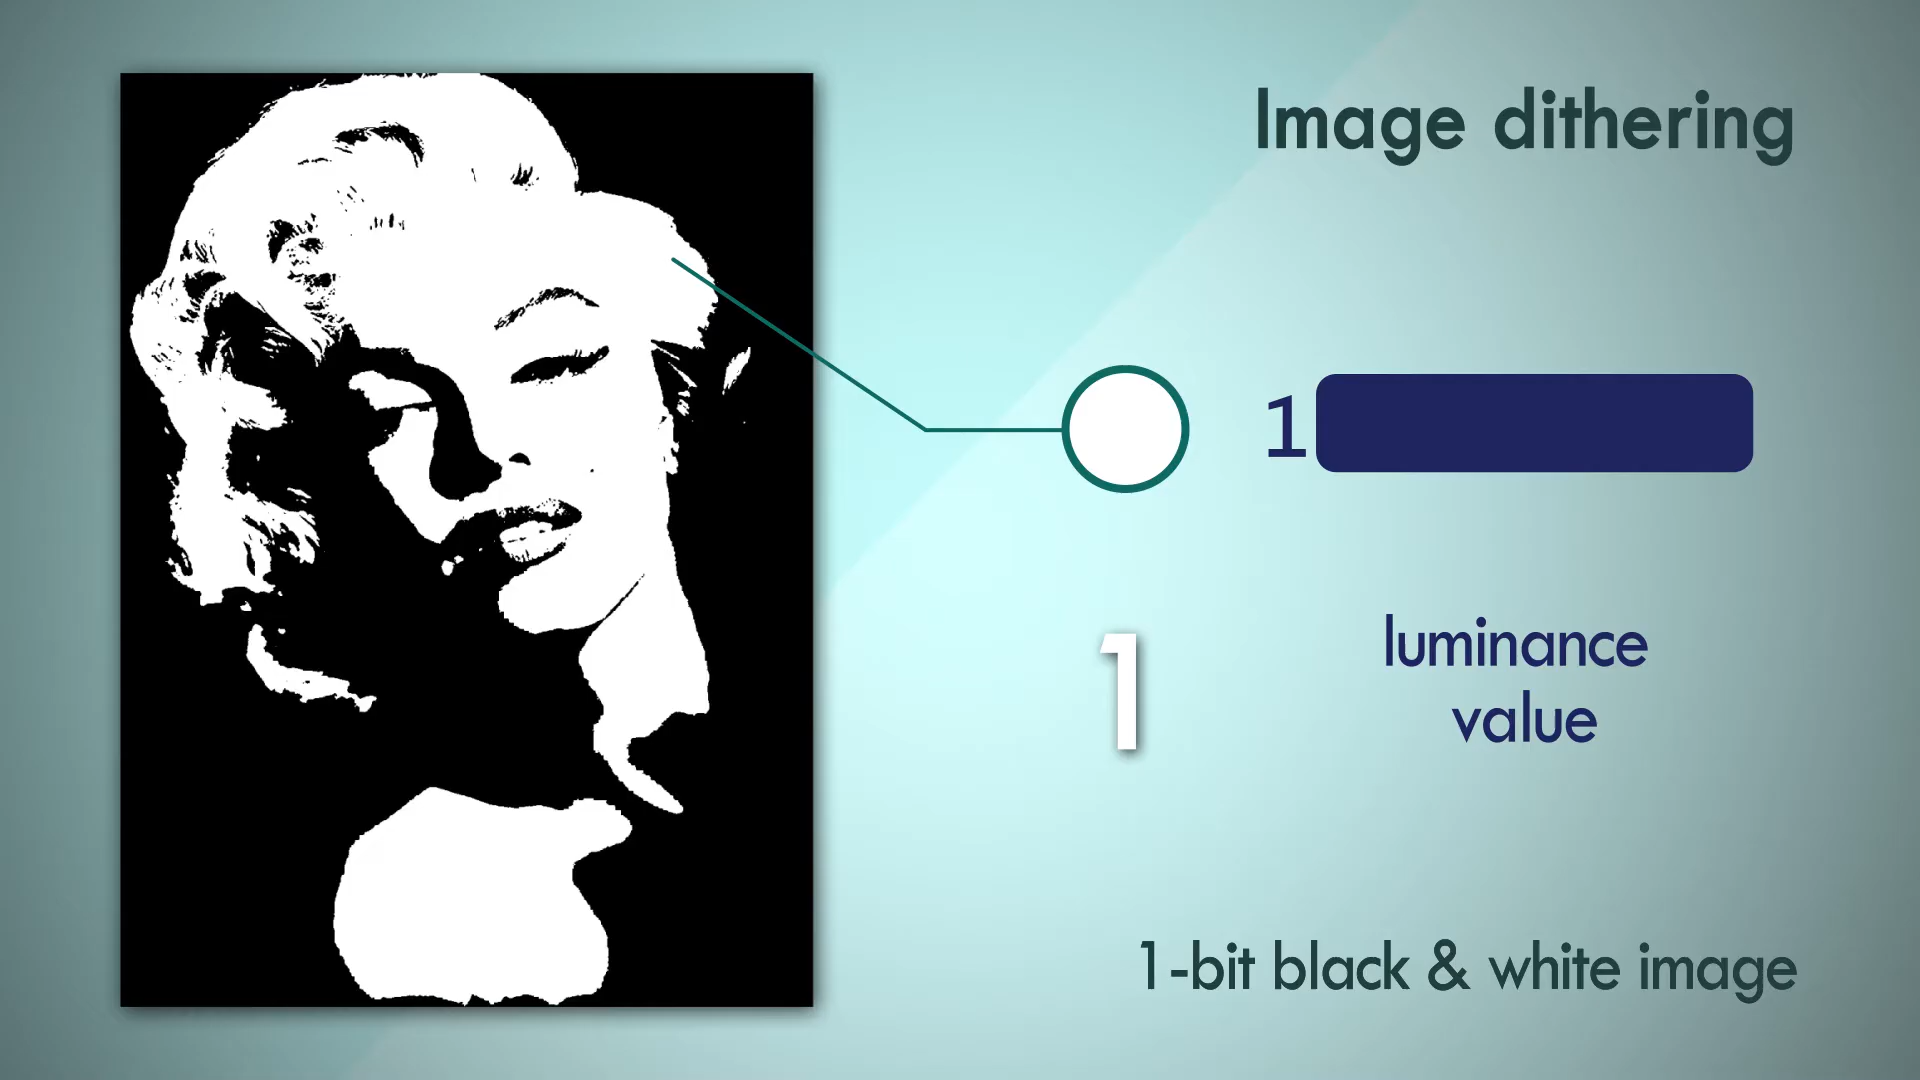 Image dithering
1
1
luminance
value
1-bit black & white image